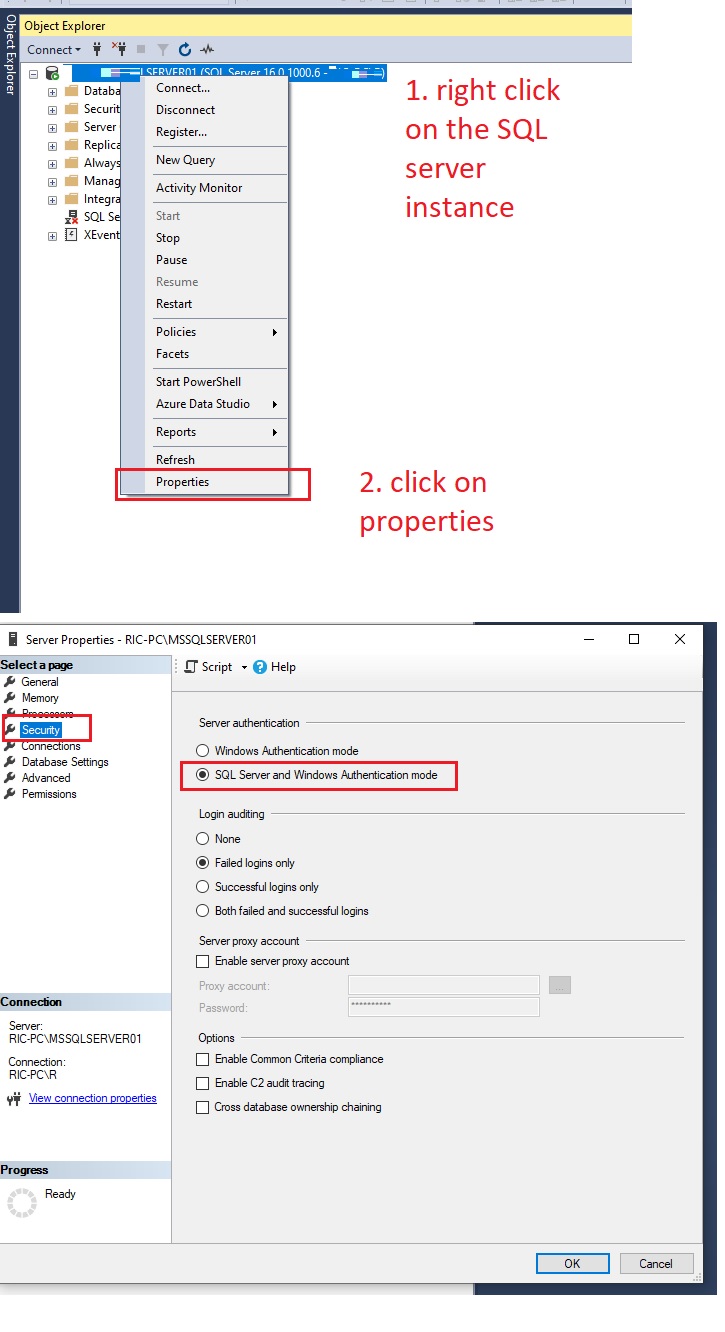 Object Explorer
Object Explorer
Connect
LSERVER01 (SQL Server 16.0.1000.6 -
Databa
Securit
Server
Replica
Always
Manag
Integra
SQL Se
XEvent
Connect...
Disconnect
Register...
New Query
Activity Monitor
Start
Stop
Pause
Resume
Restart
Policies
Facets
Start PowerShell
Azure Data Studio
Reports
Refresh
Properties
1. right click
on the SQL
server
instance
2. click on
properties
Server Properties - RIC-PC\MSSQLSERVER01
Select a page
General
Memory
Processors
Security
Connections
Database Settings
Advanced
Permissions
Script
Help
Server authentication
Windows Authentication mode
SQL Server and Windows Authentication mode
Login auditing
None
Failed logins only
Successful logins only
Both failed and successful logins
Server proxy account
Enable server proxy account
Proxy account:
...
Password:
**********
Options
Enable Common Criteria compliance
Enable C2 audit tracing
Cross database ownership chaining
Connection
Server:
RIC-PC\MSSQLSERVER01
Connection:
RIC-PC\R
View connection properties
Progress
Ready
OK
Cancel